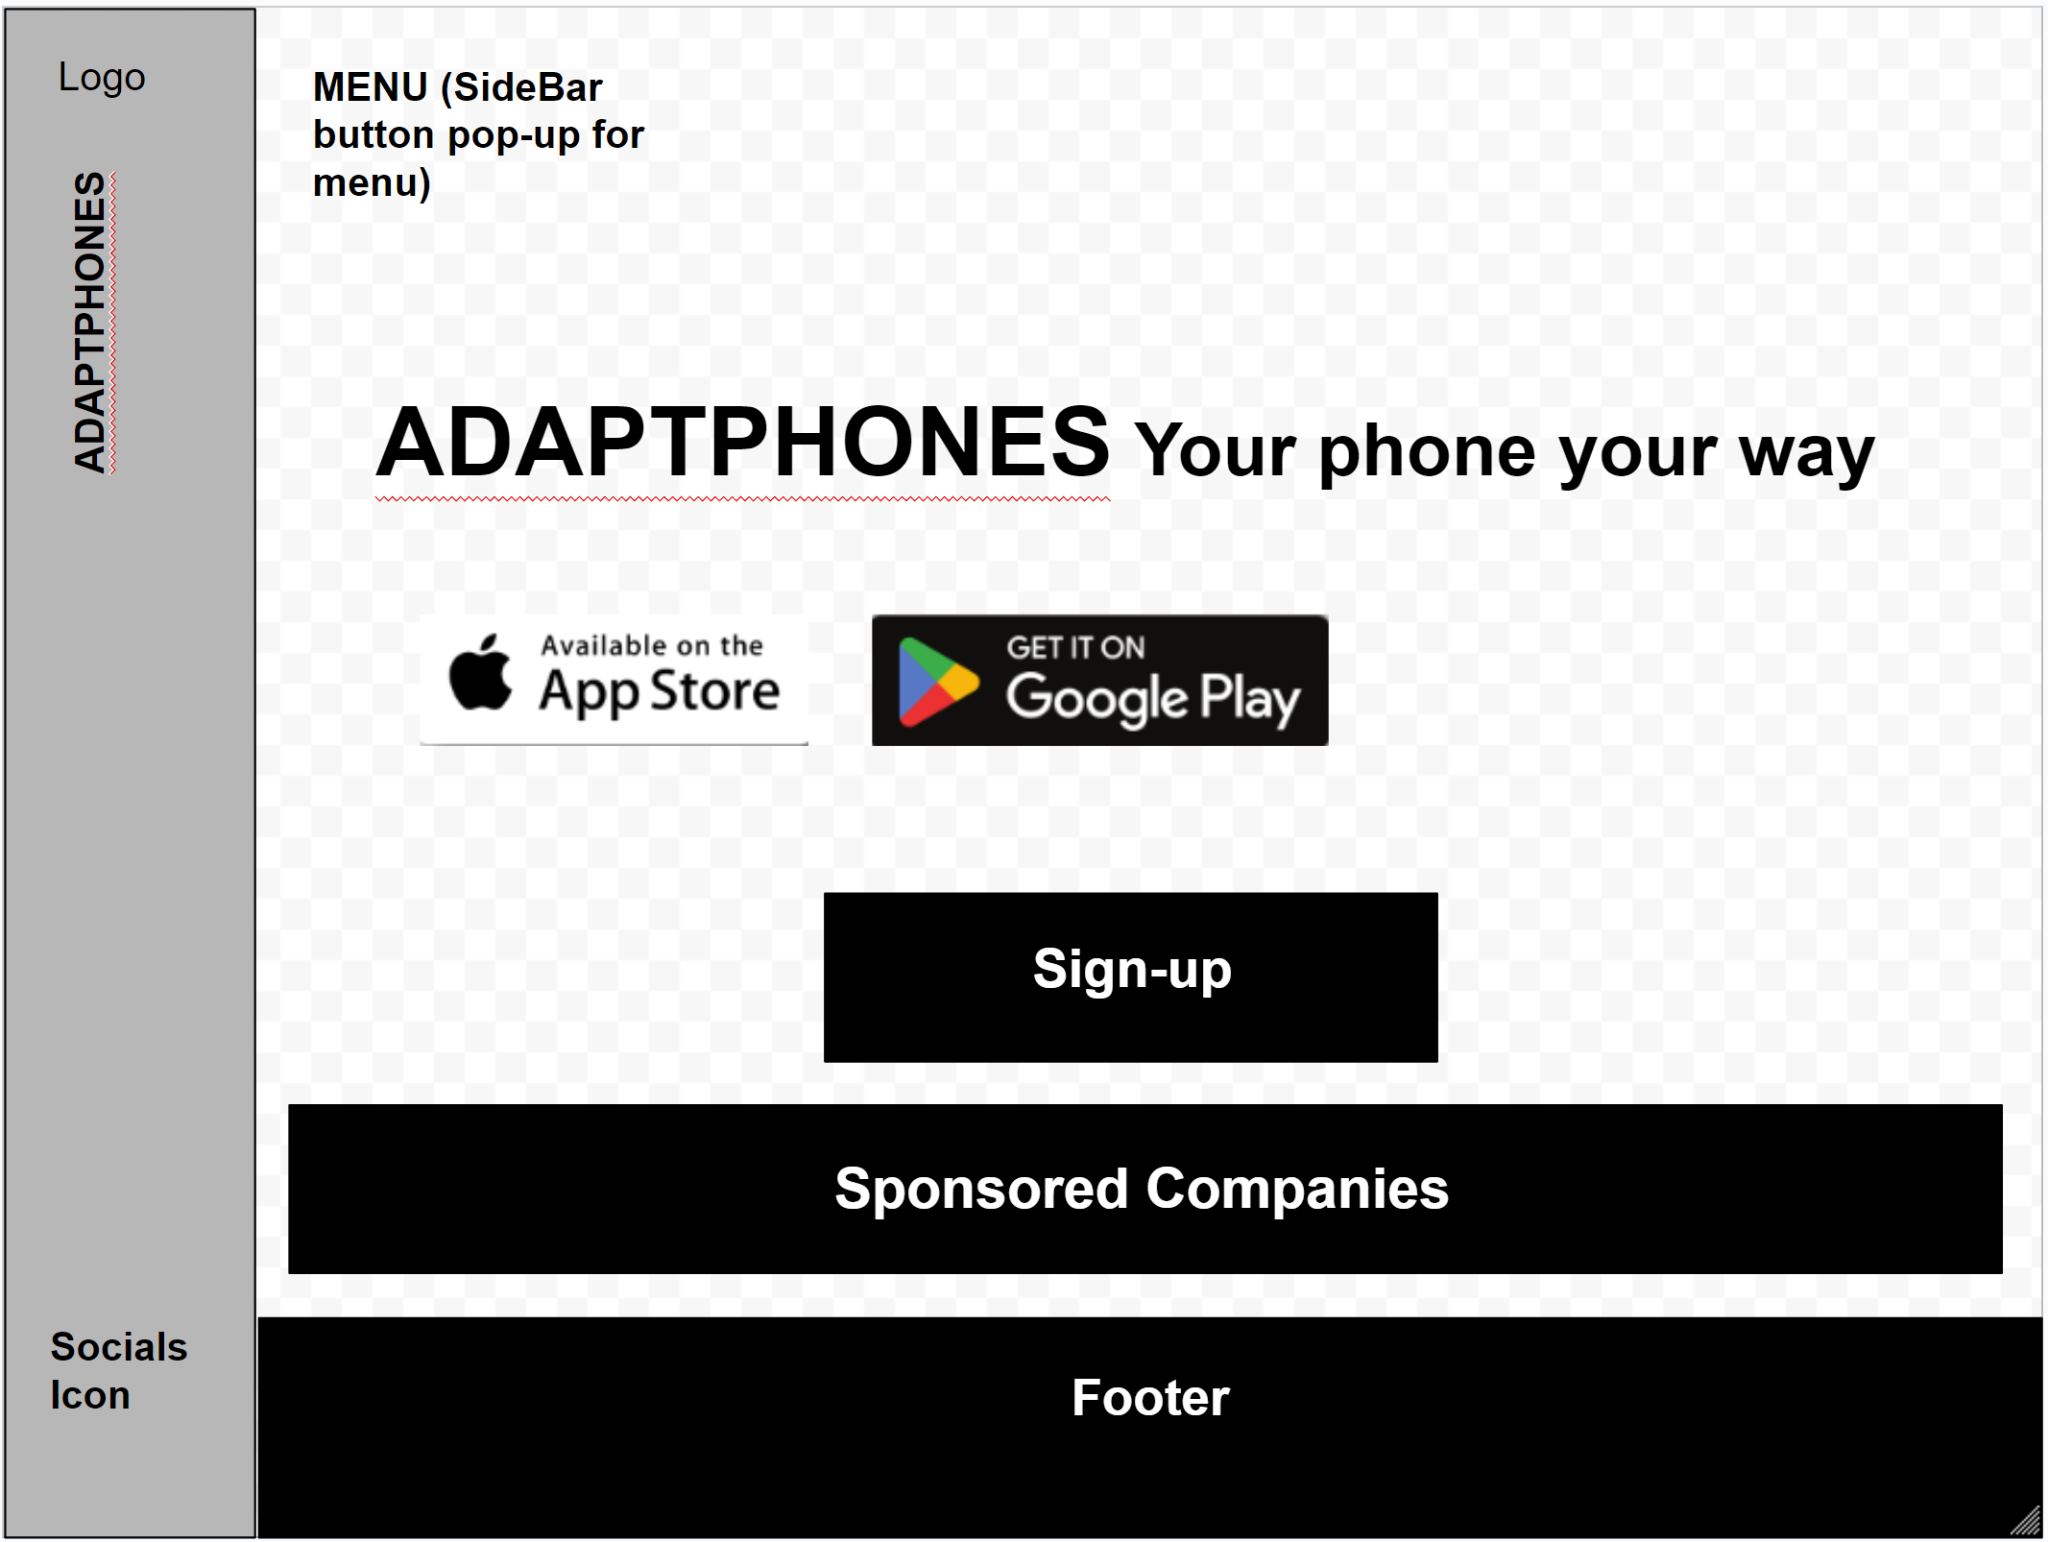 Logo
ADAPTPHONES
MENU (SideBar
button pop-up for
menu)
ADAPTPHONES Your phone your way
Available on the
App Store
GET IT ON
Google Play
Sign-up
Sponsored Companies
Socials
Icon
Footer